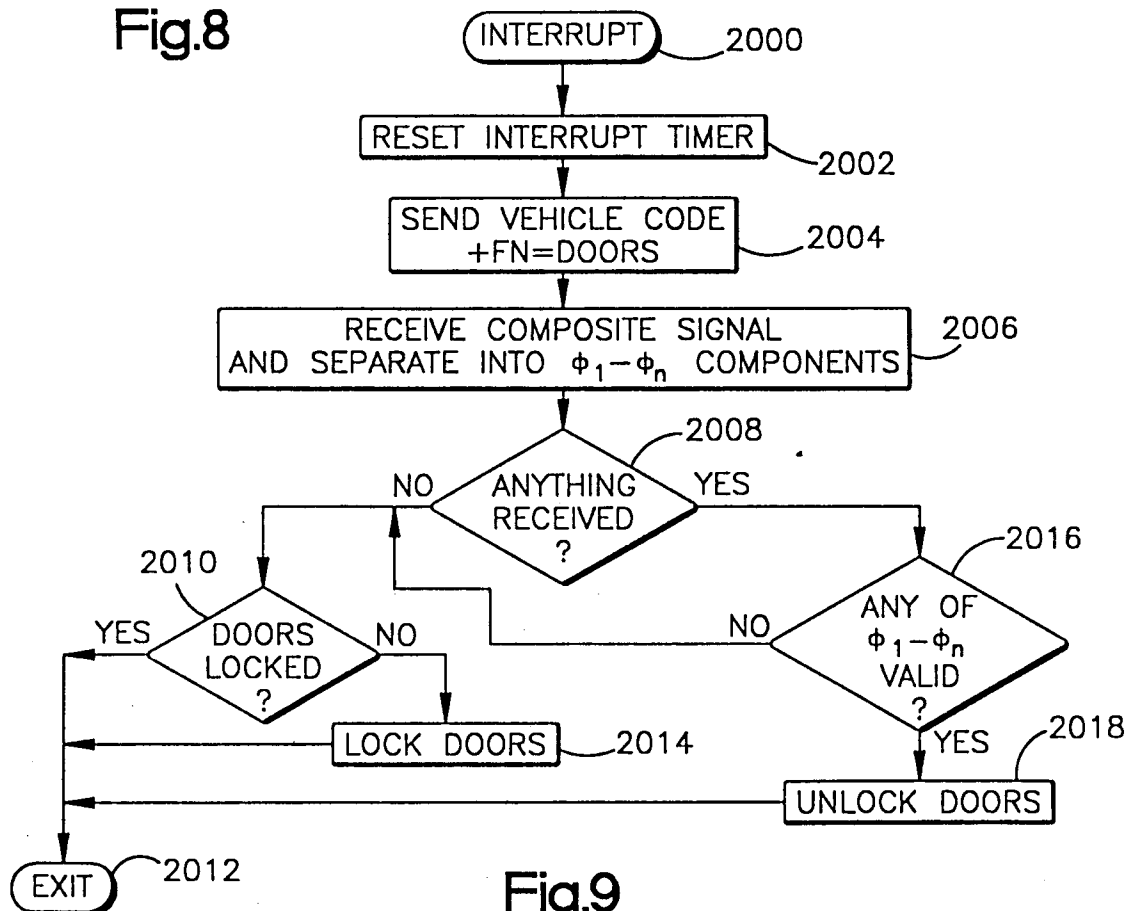 Fig.8
INTERRUPT
2000
RESET INTERRUPT TIMER
2002
SEND VEHICLE CODE
+FN=DOORS
2004
RECEIVE COMPOSITE SIGNAL
AND SEPARATE INTO ϕ1–ϕn COMPONENTS
2006
2008
NO
ANYTHING
RECEIVED
?
YES
2010
YES
DOORS
LOCKED
?
NO
2016
NO
ANY OF
ϕ1–ϕn
VALID
?
YES
LOCK DOORS
2014
2018
UNLOCK DOORS
EXIT
2012
Fig.9